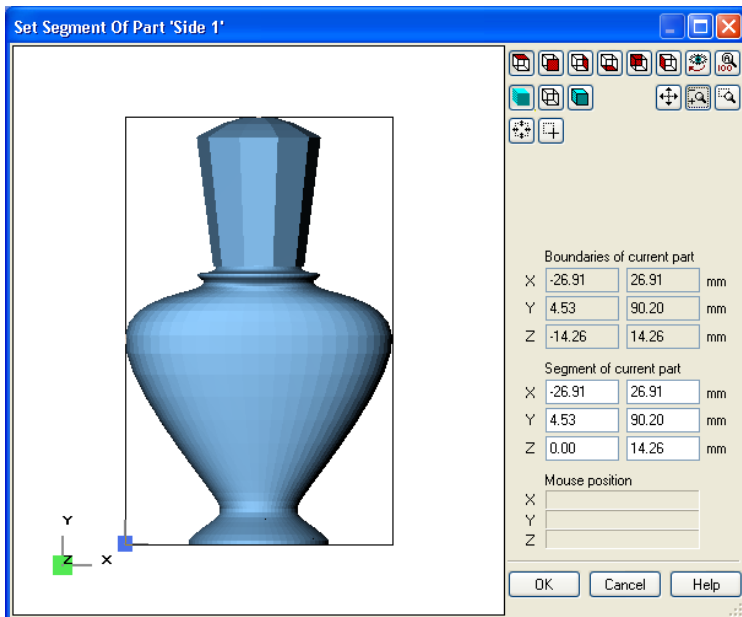 Set Segment Of Part 'Side 1'
100
Boundaries of current part
X -26.91 26.91 mm
Y 4.53 90.20 mm
Z -14.26 14.26 mm
Segment of current part
X -26.91 26.91 mm
Y 4.53 90.20 mm
Z 0.00 14.26 mm
Mouse position
X
Y
Z
Y
Z X
OK Cancel Help